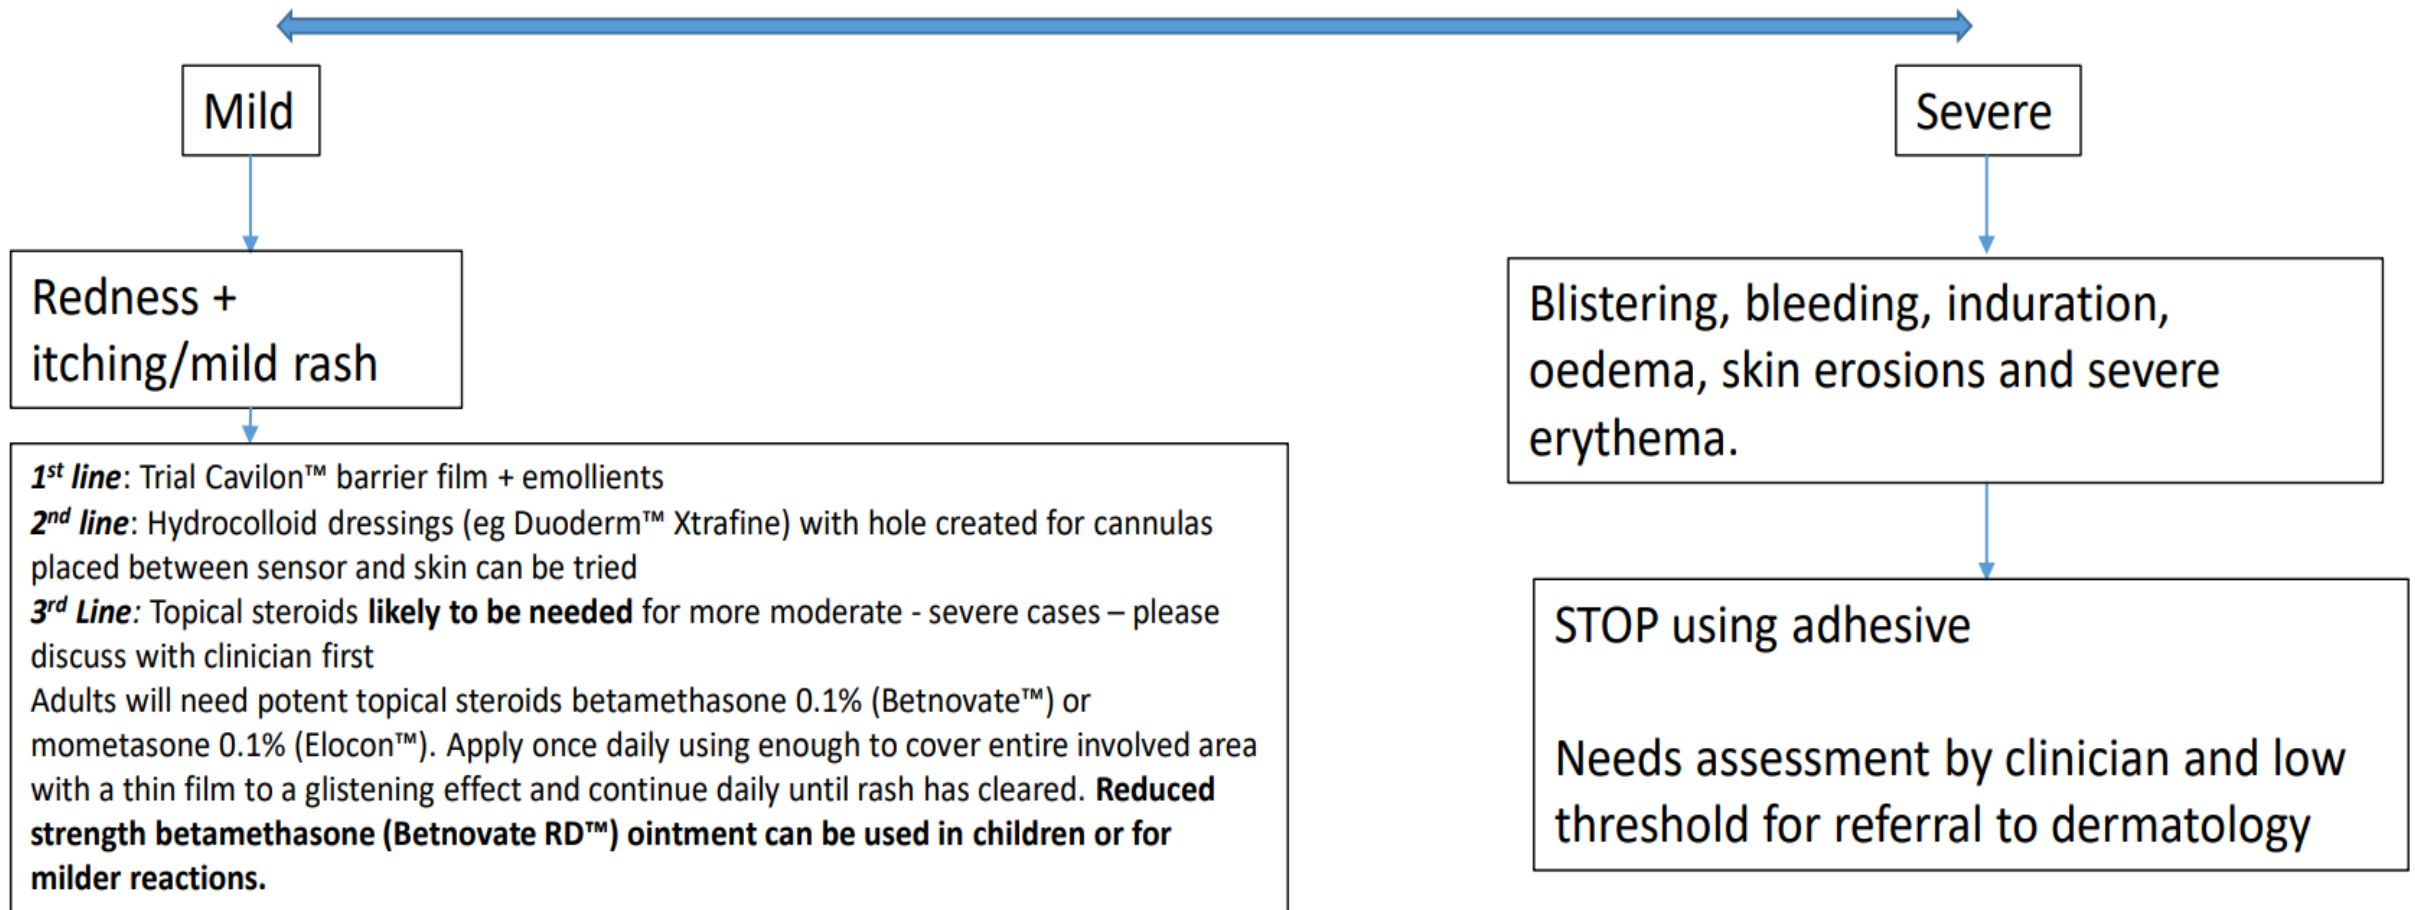 Mild
Severe
Redness +
itching/mild rash
Blistering, bleeding, induration,
oedema, skin erosions and severe
erythema.
1st line: Trial Cavilon™ barrier film + emollients
2nd line: Hydrocolloid dressings (eg Duoderm™ Xtrafine) with hole created for cannulas
placed between sensor and skin can be tried
3rd Line: Topical steroids likely to be needed for more moderate - severe cases – please
discuss with clinician first
Adults will need potent topical steroids betamethasone 0.1% (Betnovate™) or
mometasone 0.1% (Elocon™). Apply once daily using enough to cover entire involved area
with a thin film to a glistening effect and continue daily until rash has cleared. Reduced
strength betamethasone (Betnovate RD™) ointment can be used in children or for
milder reactions.
STOP using adhesive
Needs assessment by clinician and low
threshold for referral to dermatology